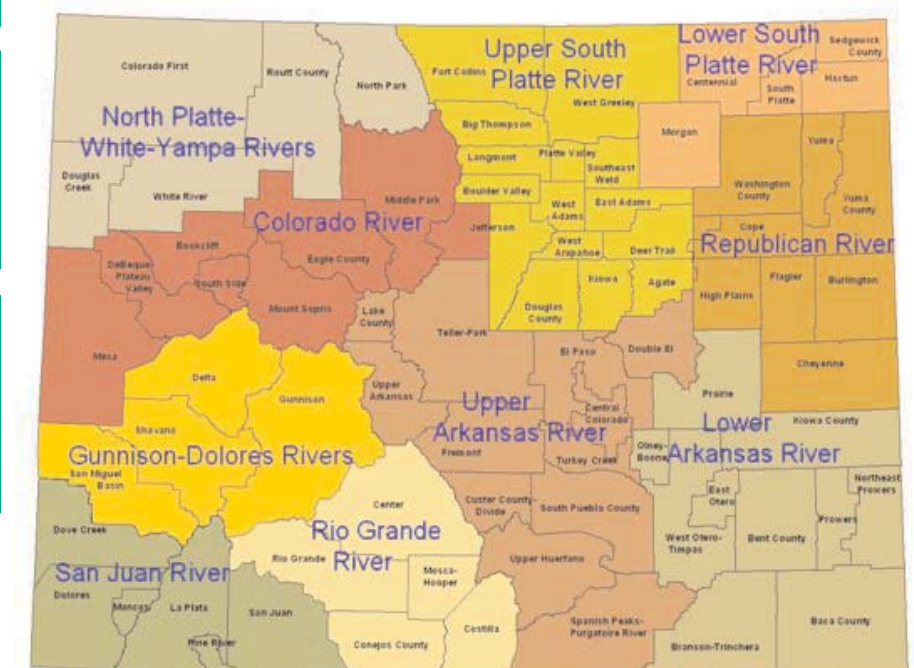 Colorado First
Routt County
North Park
North Platte-
White-Yampa Rivers
Douglas
Creek
White River
Fort Collins
Upper South
Platte River
West Greeley
Big Thompson
Longmont
Platte Valley
Boulder Valley
Southeast
Weld
West
Adams
East Adams
Jefferson
West
Arapahoe
Deer Trail
Kiowa
Agate
Douglas
County
Lower South
Platte River
Sedgwick
County
Centennial
South
Platte
Haxtun
Morgan
Washington
County
Yuma
Yuma
County
Cope
Republican River
High Plains
Flagler
Burlington
Cheyenne
Middle Park
Colorado River
Bookcliff
Eagle County
DeBeque-
Plateau
Valley
South Side
Mount Sopris
Mesa
Lake
County
Teller-Park
El Paso
Double El
Upper
Arkansas
Upper
Arkansas River
Central
Colorado
Fremont
Turkey Creek
Custer County-
Divide
South Pueblo County
Upper Huerfano
Spanish Peaks-
Purgatoire River
Delta
Gunnison
Shavano
Gunnison-Dolores Rivers
San Miguel
Basin
Prairie
Lower
Arkansas River
Kiowa County
Olney-
Boone
East
Otero
West Otero-
Timpas
Bent County
Prowers
Northeast
Prowers
Branson-Trinchera
Baca County
Center
Rio Grande
River
Rio Grande
Mosca-
Hooper
Costilla
Conejos County
Dove Creek
San Juan River
Dolores
Mancos
La Plata
San Juan
Pine River